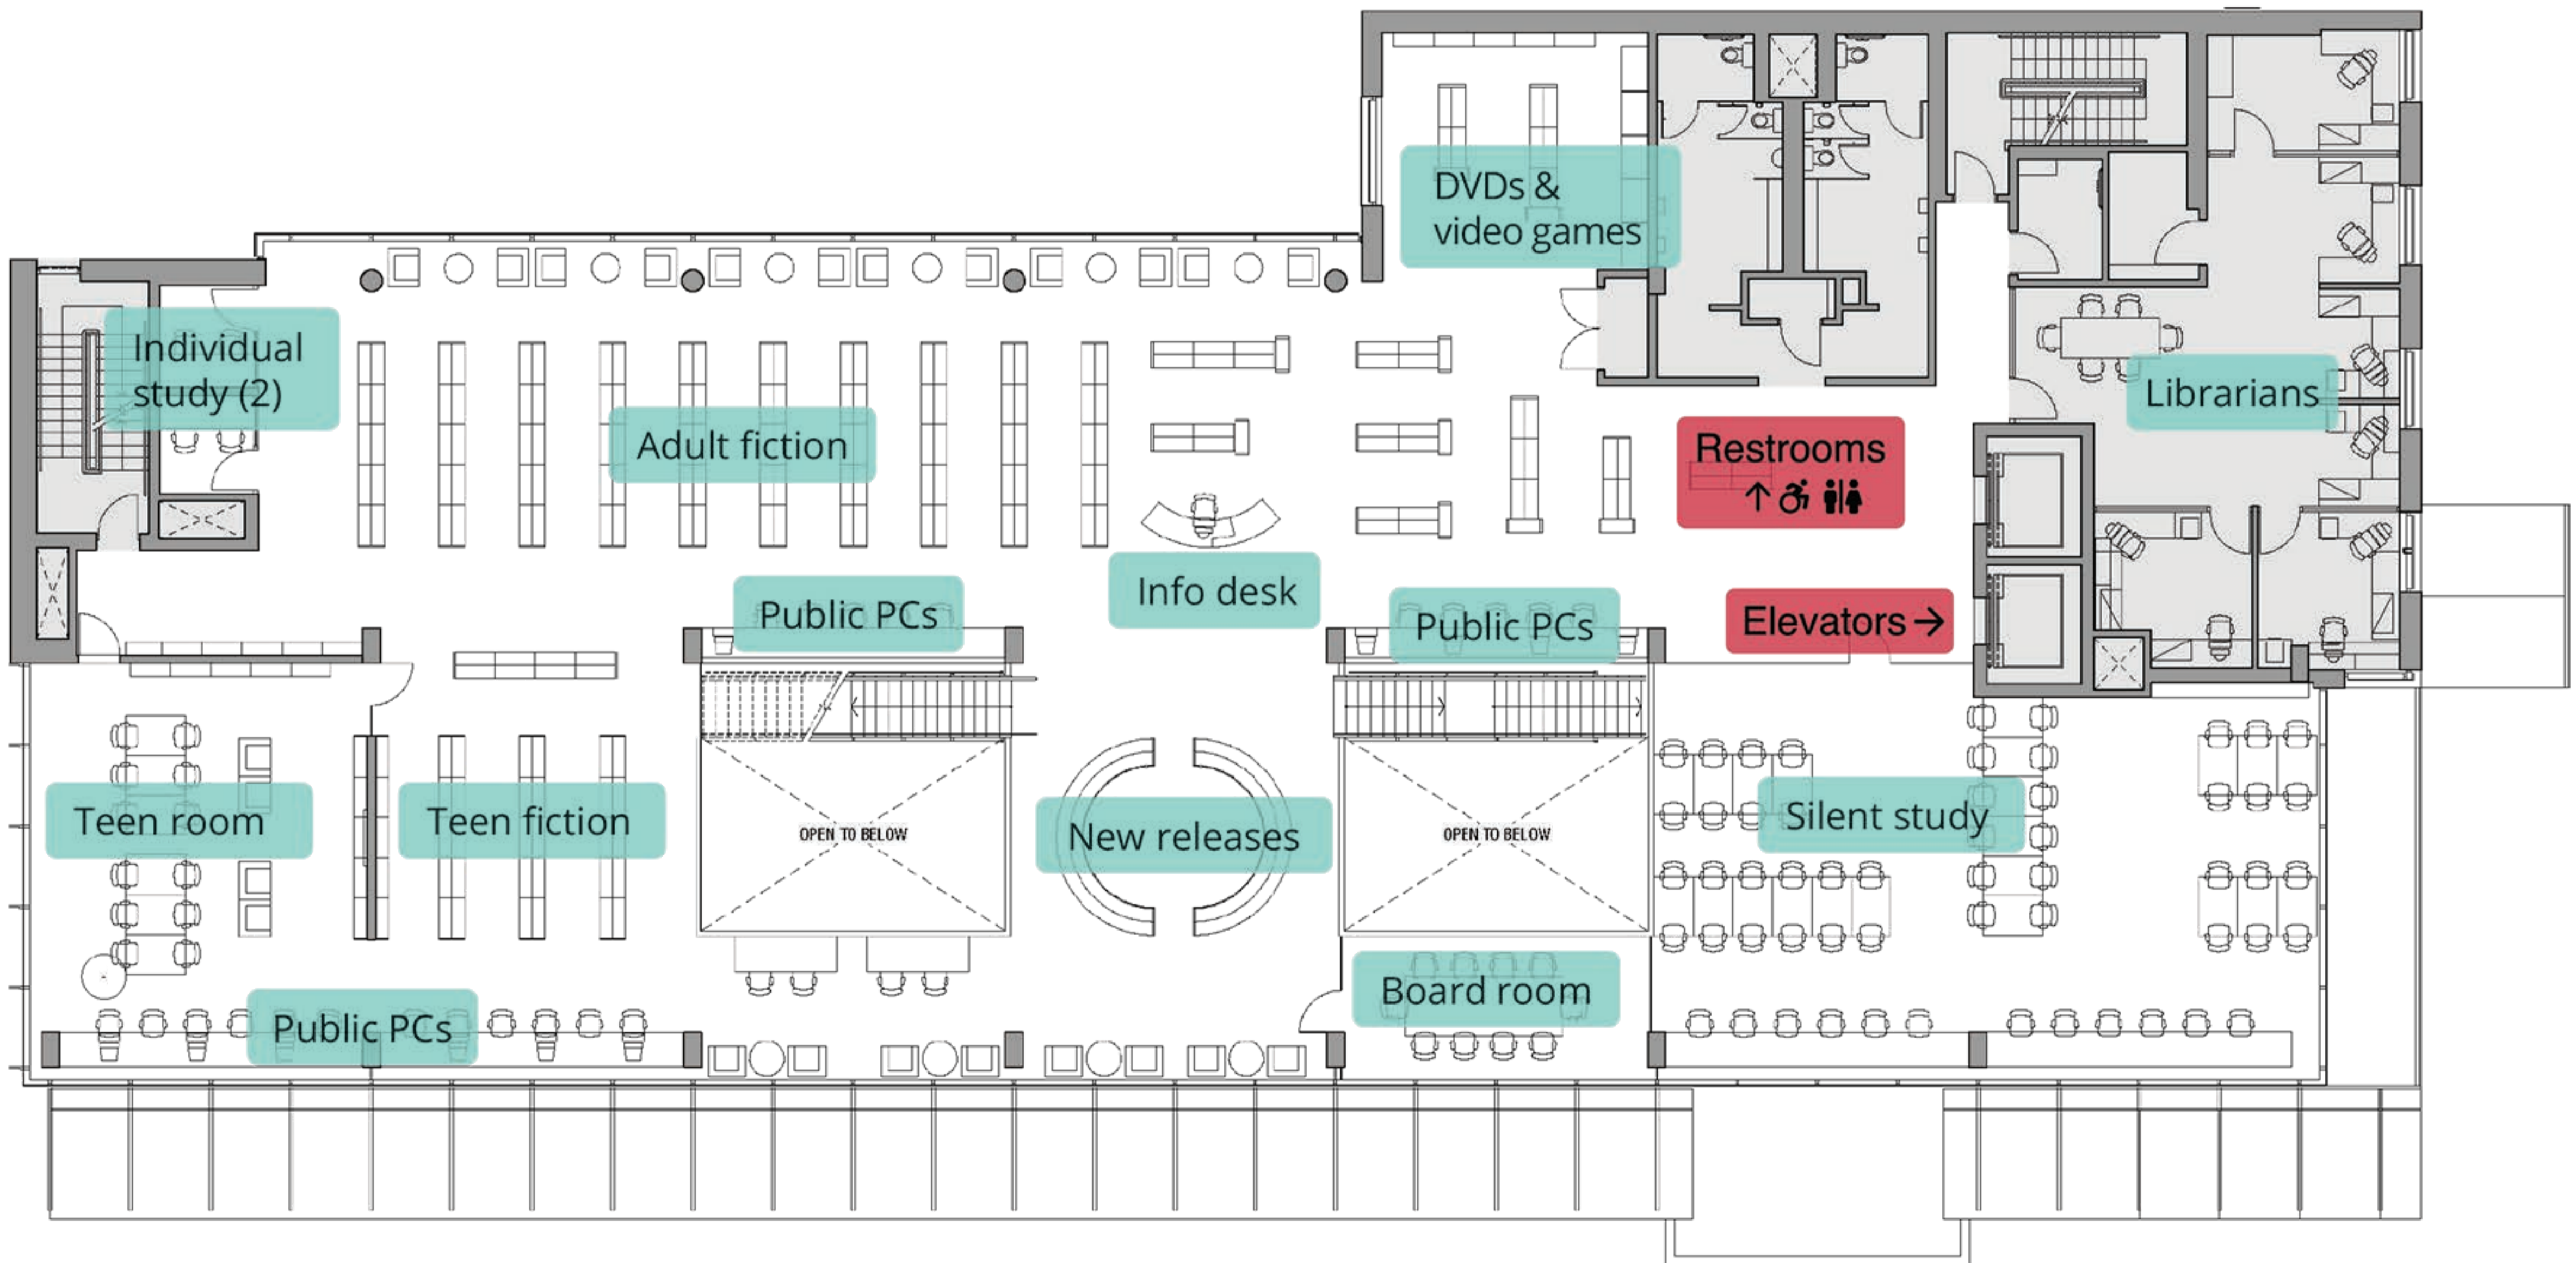 DVDs &
video games
Individual
study (2)
Adult fiction
Librarians
Restrooms
↑
Info desk
Public PCs
Public PCs
Elevators →
Teen room
Teen fiction
OPEN TO BELOW
New releases
OPEN TO BELOW
Silent study
Board room
Public PCs